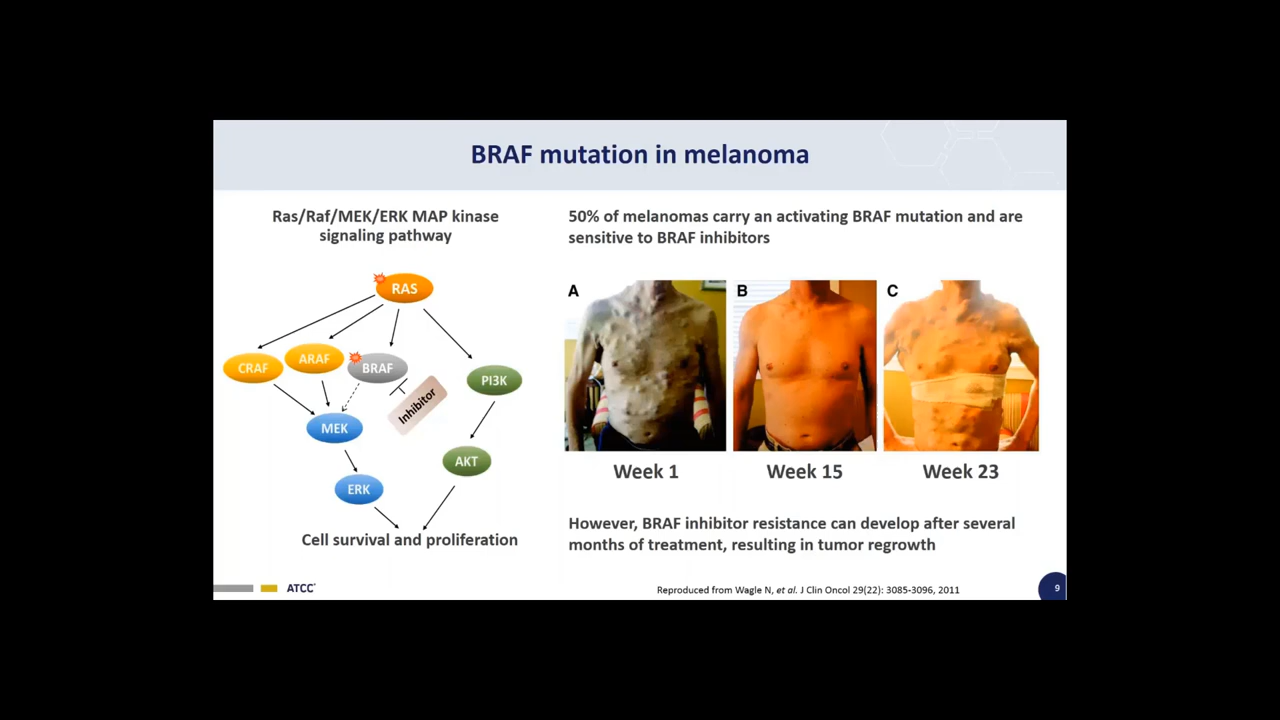 BRAF mutation in melanoma
Ras/Raf/MEK/ERK MAP kinase
signaling pathway
RAS
CRAF
ARAF
BRAF
Inhibitor
PI3K
MEK
AKT
ERK
Cell survival and proliferation
50% of melanomas carry an activating BRAF mutation and are
sensitive to BRAF inhibitors
A
B
C
Week 1
Week 15
Week 23
However, BRAF inhibitor resistance can develop after several
months of treatment, resulting in tumor regrowth
ATCC®
Reproduced from Wagle N, et al. J Clin Oncol 29(22): 3085-3096, 2011
9